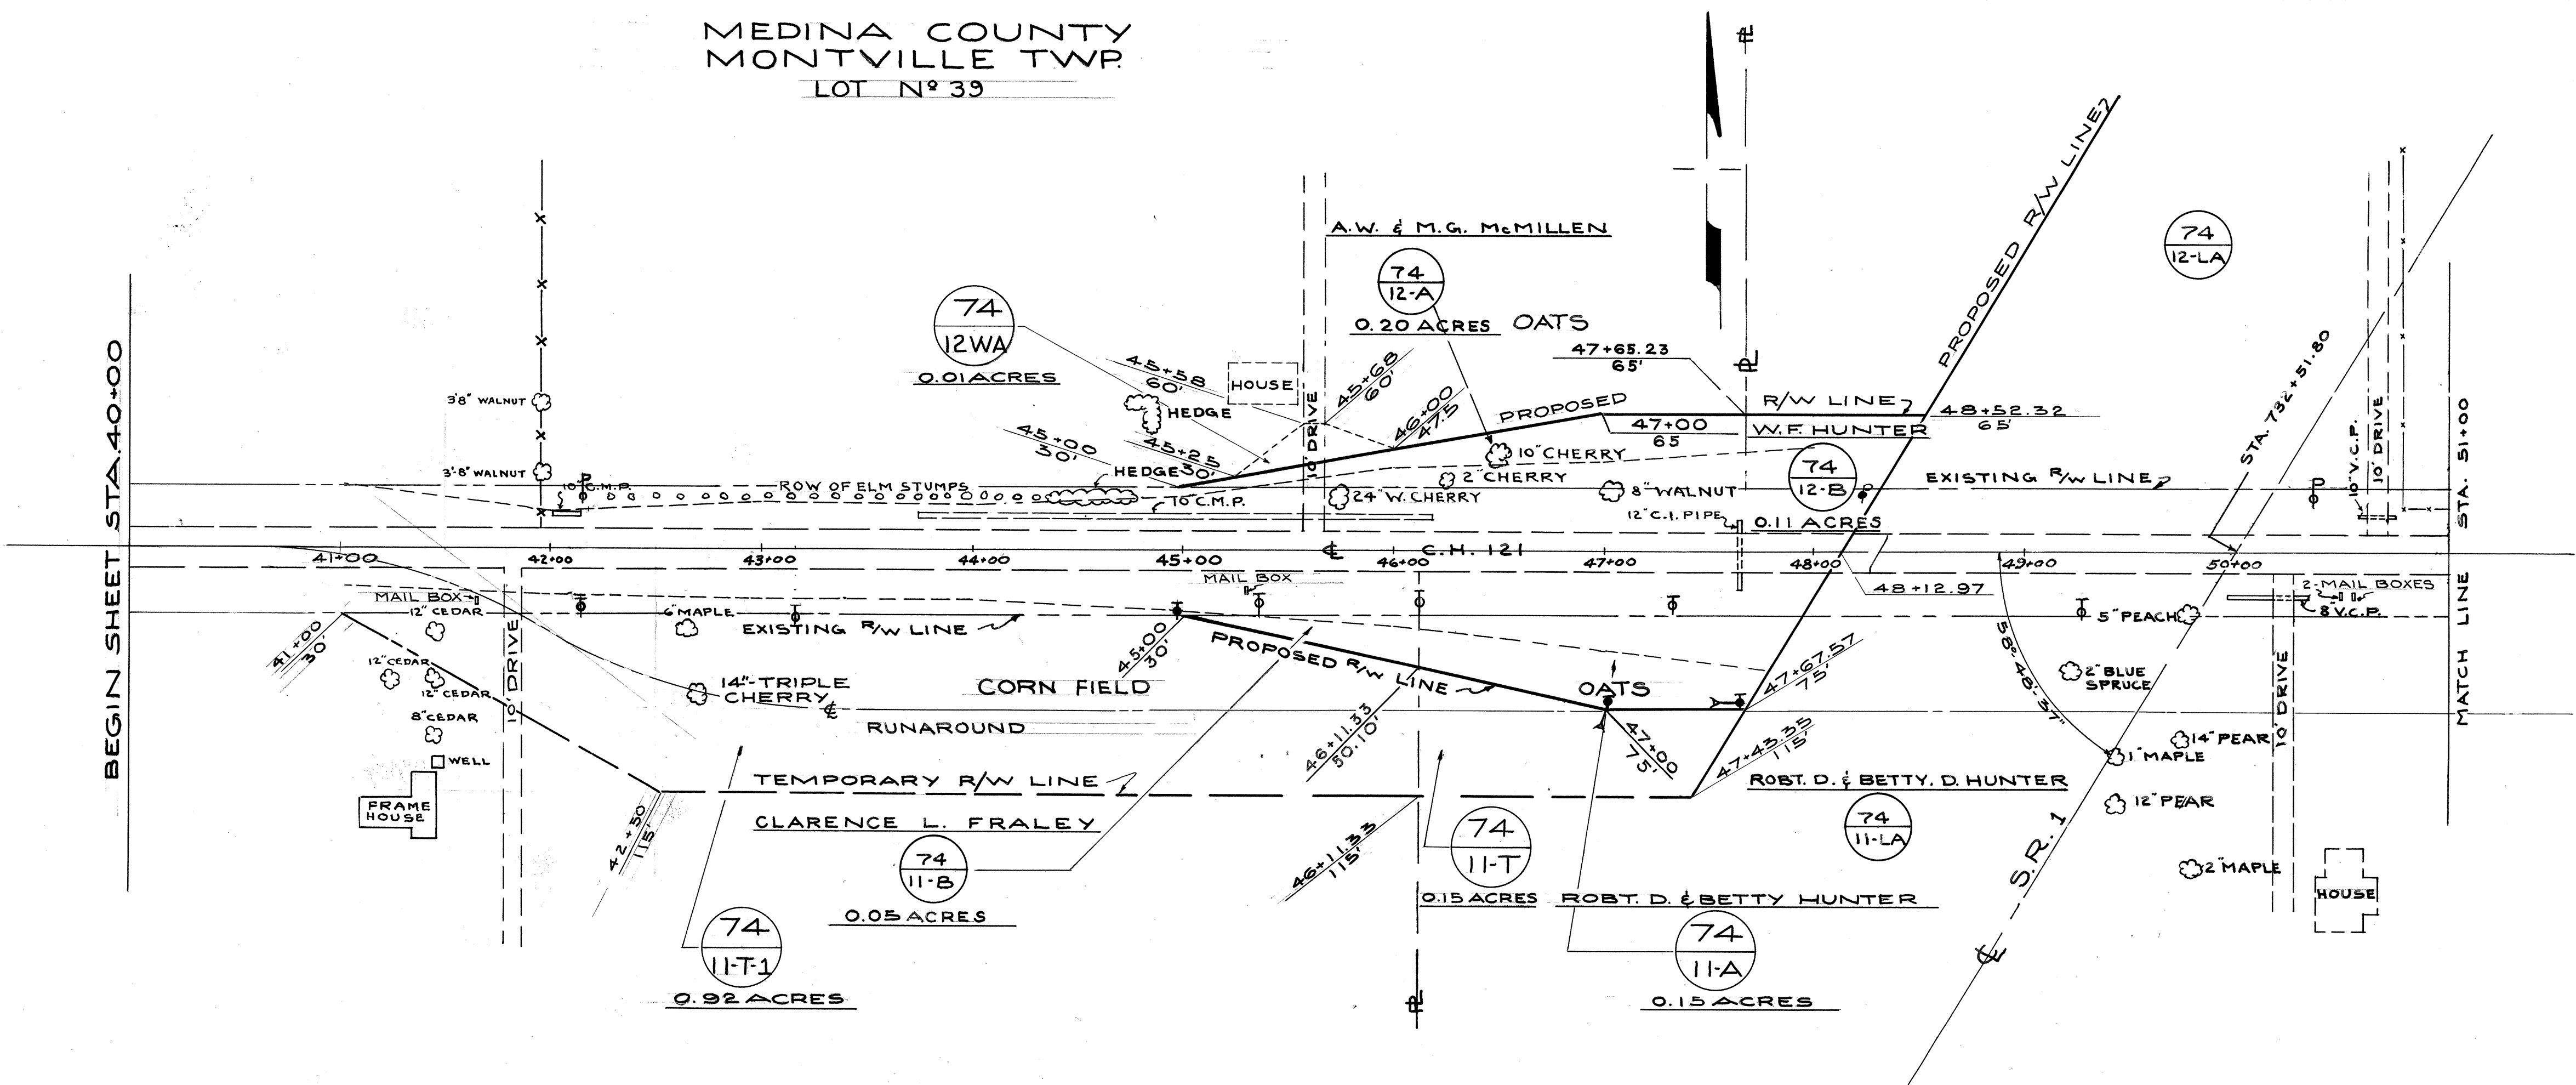 MEDINA COUNTY
MONTVILLE TWP.
LOT Nº 39
BEGIN SHEET STA. 40+00
3'8" WALNUT
3'-8" WALNUT
10" C.M.P.
P
ROW OF ELM STUMPS
74
12WA
0.01 ACRES
45+00
30'
45+25
30'
45+58
60'
HEDGE
HEDGE
HOUSE
10' DRIVE
A.W. & M.G. McMILLEN
74
12-A
0.20 ACRES
OATS
45+68
60'
46+00
47.5
PROPOSED
R/W LINE
47+65.23
65'
47+00
65
W.F. HUNTER
48+52.32
65'
74
12-B
0.11 ACRES
10" CHERRY
2" CHERRY
24" W. CHERRY
8" WALNUT
10" C.M.P.
12" C.I. PIPE
PROPOSED R/W LINE
74
12-LA
EXISTING R/W LINE
STA. 732+51.80
P
10" V.C.P.
10' DRIVE
MATCH LINE STA. 51+00
41+00
42+00
43+00
44+00
45+00
46+00
47+00
48+00
49+00
50+00
℄ C.H. 121
48+12.97
MAIL BOX
12" CEDAR
12" CEDAR
12" CEDAR
8" CEDAR
WELL
FRAME
HOUSE
41+00
30'
10' DRIVE
6" MAPLE
EXISTING R/W LINE
14"-TRIPLE
CHERRY
℄
RUNAROUND
CORN FIELD
MAIL BOX
45+00
30'
PROPOSED R/W LINE
46+11.33
50.10'
OATS
47+00
75'
47+67.57
75'
47+43.35
115'
58°-48'-37"
5" PEACH
2-MAIL BOXES
8" V.C.P.
2" BLUE
SPRUCE
14" PEAR
1" MAPLE
12" PEAR
2" MAPLE
10' DRIVE
HOUSE
S.R. 1
℄
TEMPORARY R/W LINE
42+50
115'
46+11.33
115'
CLARENCE L. FRALEY
74
11-B
0.05 ACRES
74
11-T-1
0.92 ACRES
74
11-T
0.15 ACRES
ROBT. D. & BETTY. D. HUNTER
74
11-LA
ROBT. D. & BETTY HUNTER
74
11-A
0.15 ACRES